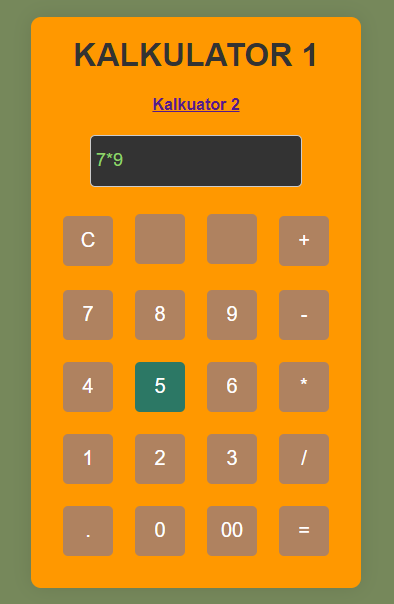 KALKULATOR 1
Kalkuator 2
7*9
C +
7 8 9 -
4 5 6 *
1 2 3 /
. 0 00 =